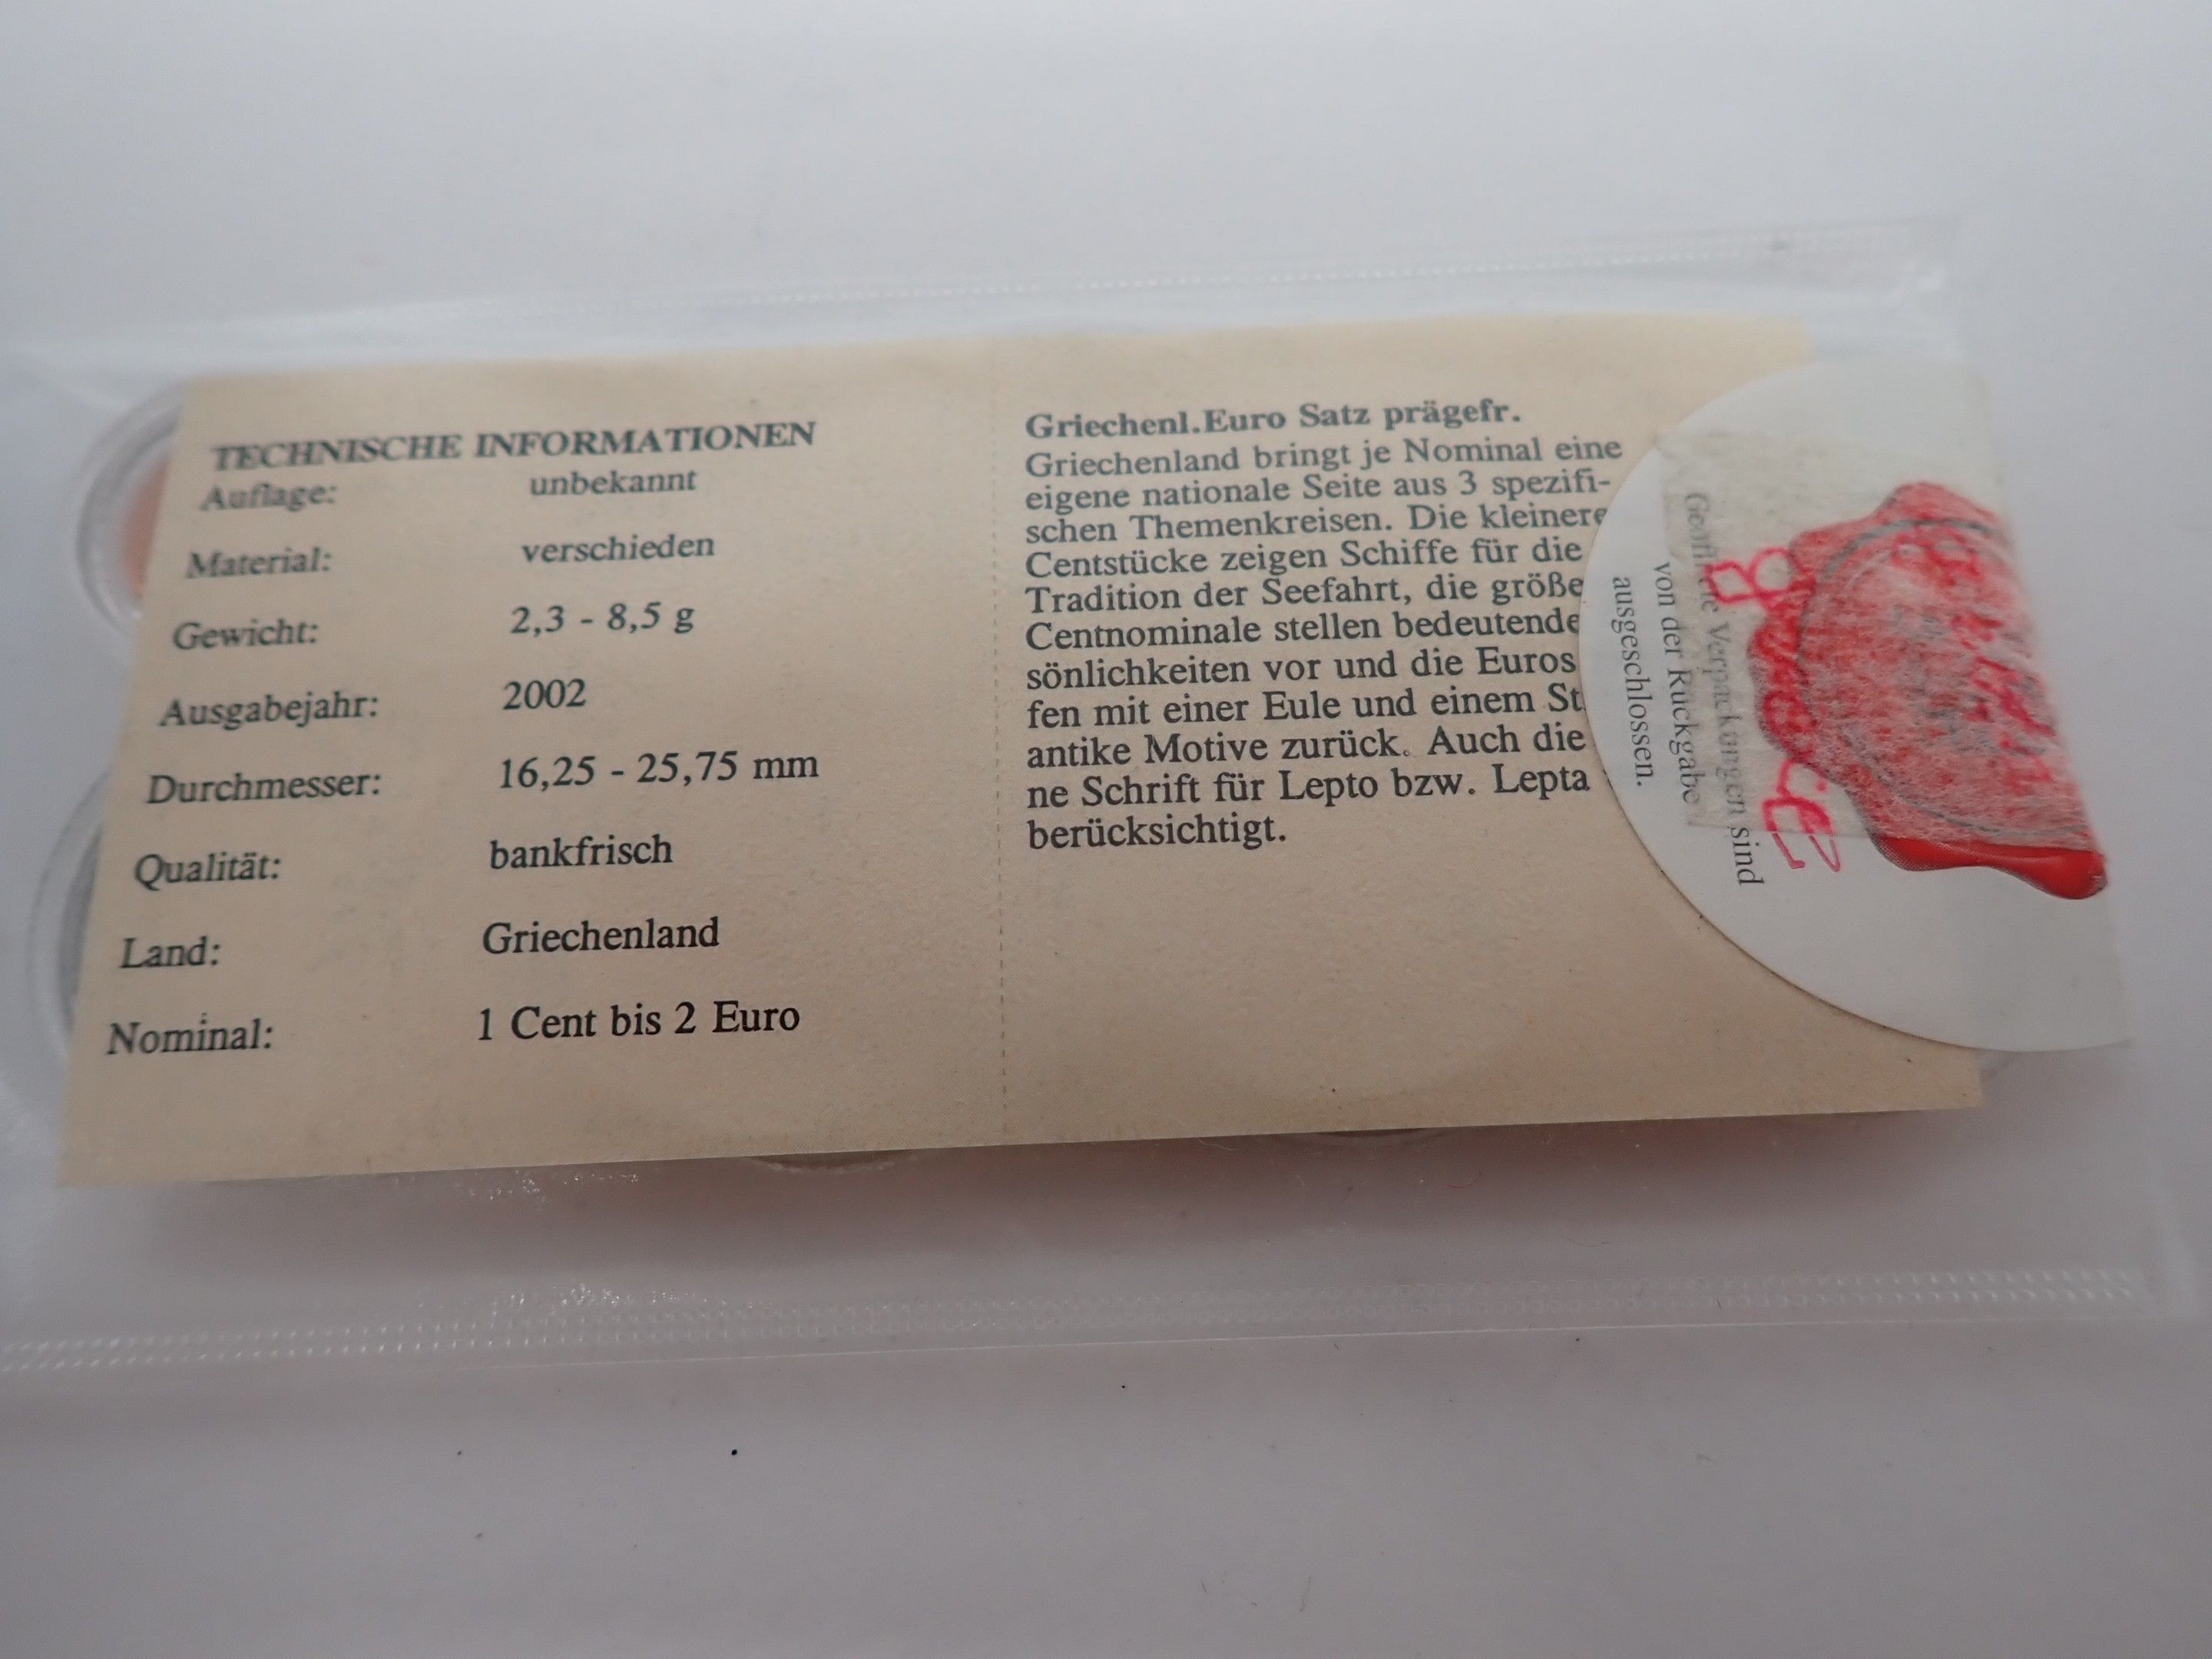 TECHNISCHE INFORMATIONEN
Auflage: unbekannt
Material: verschieden
Gewicht: 2,3 - 8,5 g
Ausgabejahr: 2002
Durchmesser: 16,25 - 25,75 mm
Qualität: bankfrisch
Land: Griechenland
Nominal: 1 Cent bis 2 Euro
Griechenl.Euro Satz prägefr.
Griechenland bringt je Nominal eine
eigene nationale Seite aus 3 spezifi-
schen Themenkreisen. Die kleinere
Centstücke zeigen Schiffe für die
Tradition der Seefahrt, die größe
Centnominale stellen bedeutende
sönlichkeiten vor und die Euros
fen mit einer Eule und einem St
antike Motive zurück. Auch die
ne Schrift für Lepto bzw. Lepta
berücksichtigt.
Geöffnete Verpackungen sind
von der Rückgabe
ausgeschlossen.